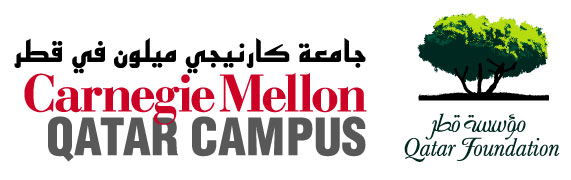 جامعة كارنيجي ميلون في قطر
Carnegie Mellon
QATAR CAMPUS
مؤسسة قطر
Qatar Foundation